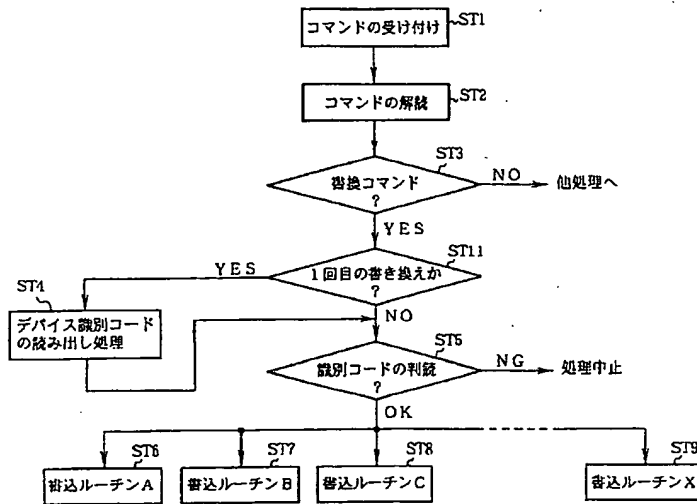 コマンドの受け付け
ST1
コマンドの解読
ST2
ST3
書換コマンド
?
NO
他処理へ
YES
ST11
1回目の書き換えか
?
YES
NO
ST4
デバイス識別コード
の読み出し処理
ST5
識別コードの判読
?
NG
処理中止
OK
ST6
書込ルーチンA
ST7
書込ルーチンB
ST8
書込ルーチンC
ST9
書込ルーチンX